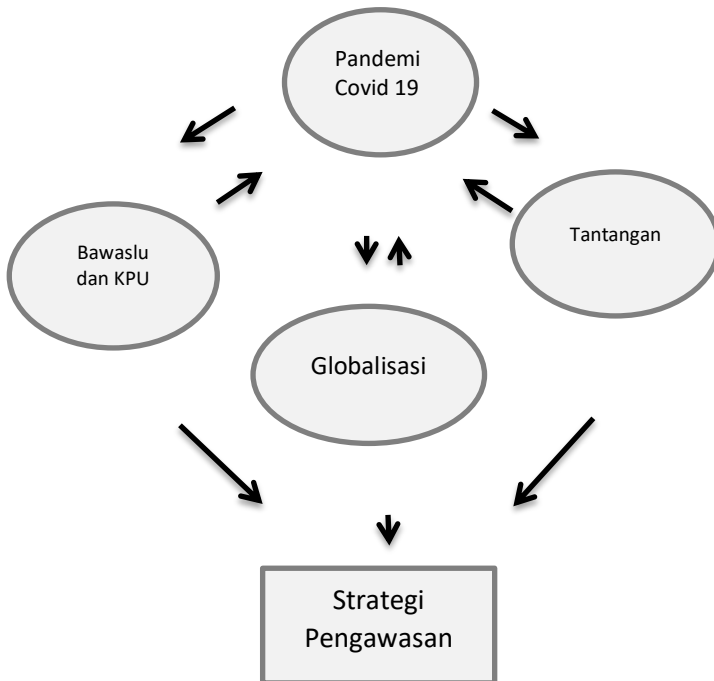 Pandemi
Covid 19
Bawaslu
dan KPU
Tantangan
Globalisasi
Strategi
Pengawasan